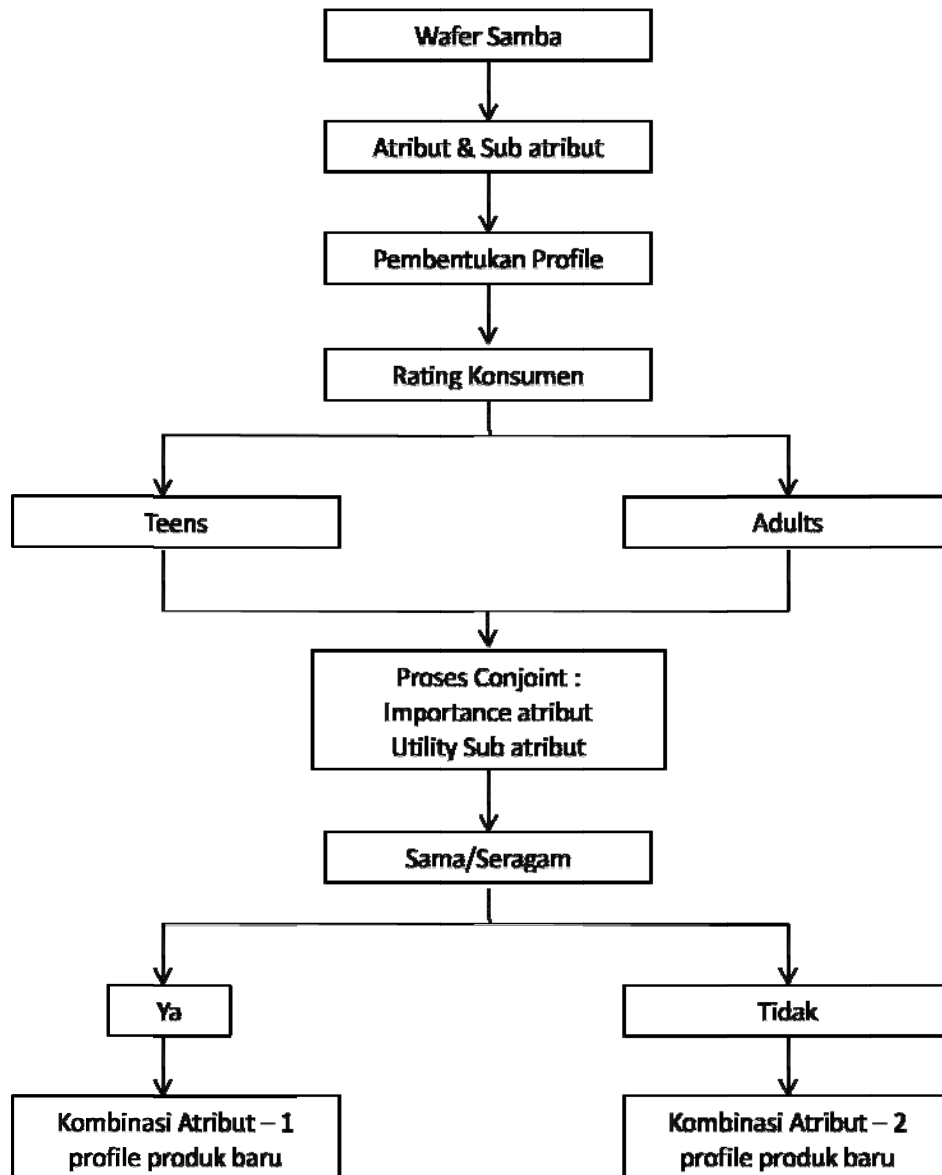 Wafer Samba
Atribut & Sub atribut
Pembentukan Profile
Rating Konsumen
Teens
Adults
Proses Conjoint :
Importance atribut
Utility Sub atribut
Sama/Seragam
Ya
Tidak
Kombinasi Atribut – 1
profile produk baru
Kombinasi Atribut – 2
profile produk baru